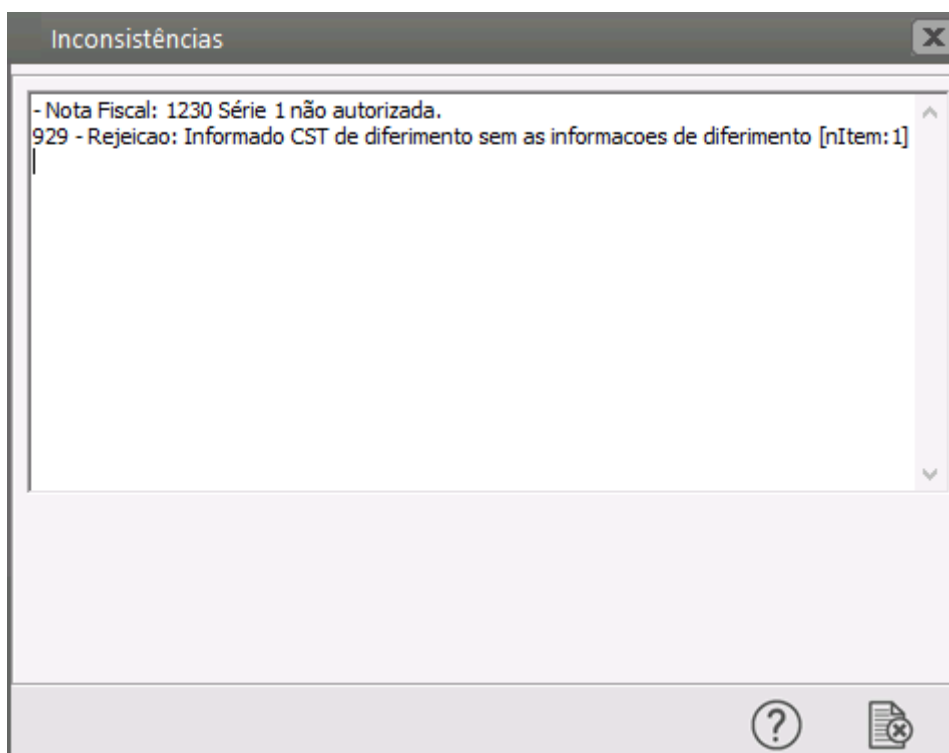 Inconsistências
- Nota Fiscal: 1230 Série 1 não autorizada.
929 - Rejeicao: Informado CST de diferimento sem as informacoes de diferimento [nItem:1]